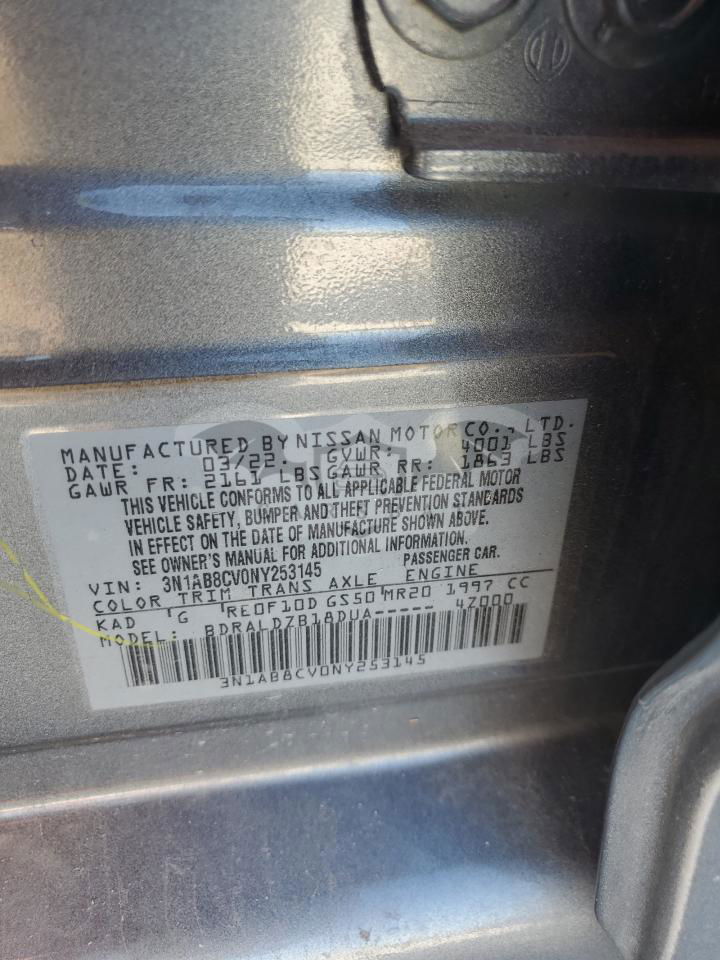 MANUFACTURED BY NISSAN MOTOR CO., LTD.
DATE: 03/22 GVWR: 4001 LBS
GAWR FR: 2161 LBS GAWR RR: 1863 LBS
THIS VEHICLE CONFORMS TO ALL APPLICABLE FEDERAL MOTOR
VEHICLE SAFETY, BUMPER AND THEFT PREVENTION STANDARDS
IN EFFECT ON THE DATE OF MANUFACTURE SHOWN ABOVE.
SEE OWNER'S MANUAL FOR ADDITIONAL INFORMATION.
VIN: 3N1AB8CV0NY253145 PASSENGER CAR.
COLOR TRIM TRANS AXLE ENGINE
KAD 'G 'RE0F10D GS50'MR20 1997 CC
MODEL: BDRALDZB18DUA----- 4Z000
3N1AB8CV0NY253145